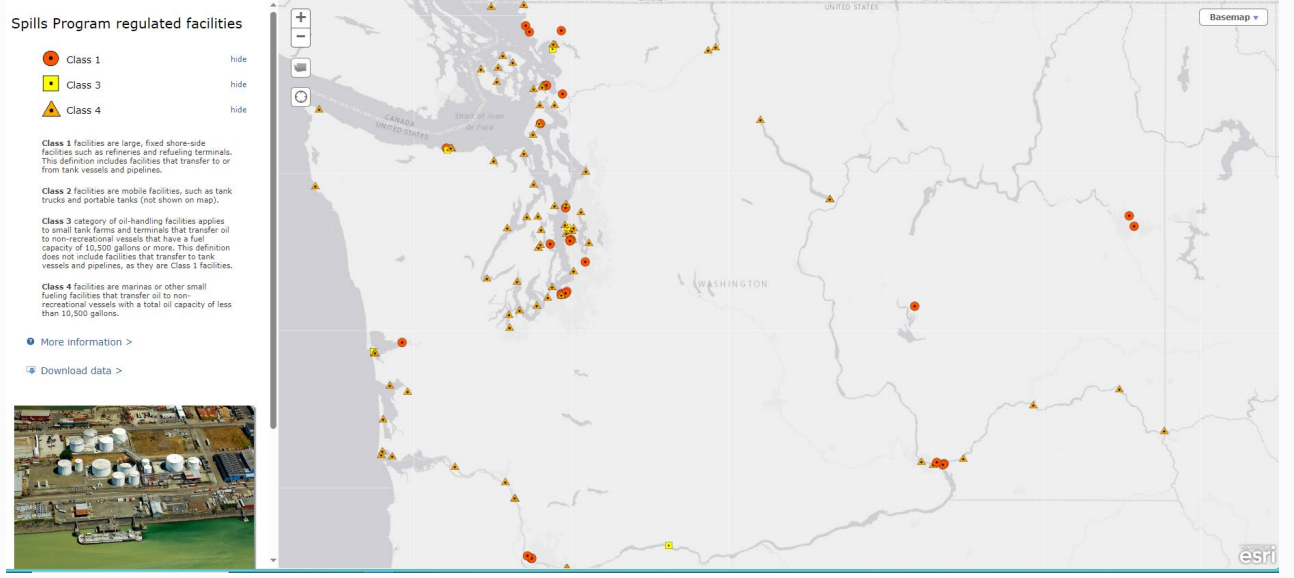 Spills Program regulated facilities
Class 1 hide
Class 3 hide
Class 4 hide
Class 1 facilities are large, fixed shore-side
facilities such as refineries and refueling terminals.
This definition includes facilities that transfer to or
from tank vessels and pipelines.
Class 2 facilities are mobile facilities, such as tank
trucks and portable tanks (not shown on map).
Class 3 category of oil-handling facilities applies
to small tank farms and terminals that transfer oil
to non-recreational vessels that have a fuel
capacity of 10,500 gallons or more. This definition
does not include facilities that transfer to tank
vessels and pipelines, as they are Class 1 facilities.
Class 4 facilities are marinas or other small
fueling facilities that transfer oil to non-
recreational vessels with a total oil capacity of less
than 10,500 gallons.
More information >
Download data >
+
−
UNITED STATES
Basemap
CANADA
UNITED STATES
Strait of Juan
de Fuca
WASHINGTON
esri